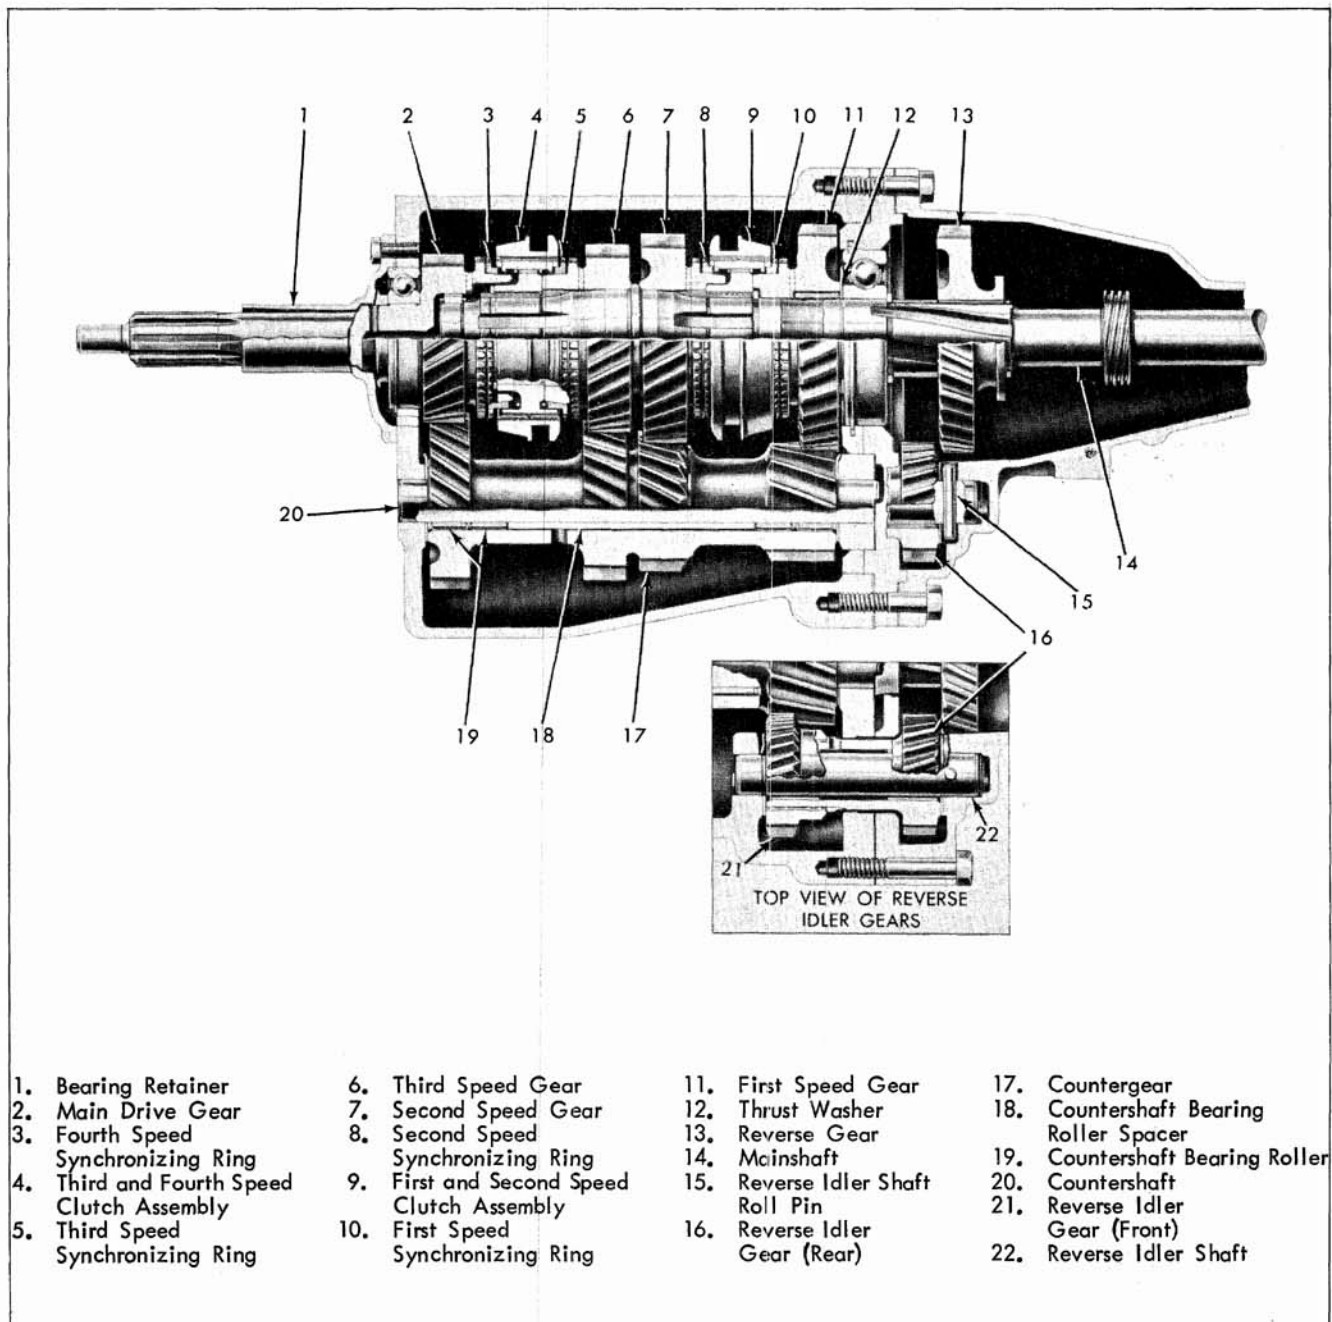 1 2 3 4 5 6 7 8 9 10 11 12 13
20
14
15
16
19 18 17
22
21
TOP VIEW OF REVERSE
IDLER GEARS
1. Bearing Retainer
2. Main Drive Gear
3. Fourth Speed
Synchronizing Ring
4. Third and Fourth Speed
Clutch Assembly
5. Third Speed
Synchronizing Ring
6. Third Speed Gear
7. Second Speed Gear
8. Second Speed
Synchronizing Ring
9. First and Second Speed
Clutch Assembly
10. First Speed
Synchronizing Ring
11. First Speed Gear
12. Thrust Washer
13. Reverse Gear
14. Mainshaft
15. Reverse Idler Shaft
Roll Pin
16. Reverse Idler
Gear (Rear)
17. Countergear
18. Countershaft Bearing
Roller Spacer
19. Countershaft Bearing Roller
20. Countershaft
21. Reverse Idler
Gear (Front)
22. Reverse Idler Shaft